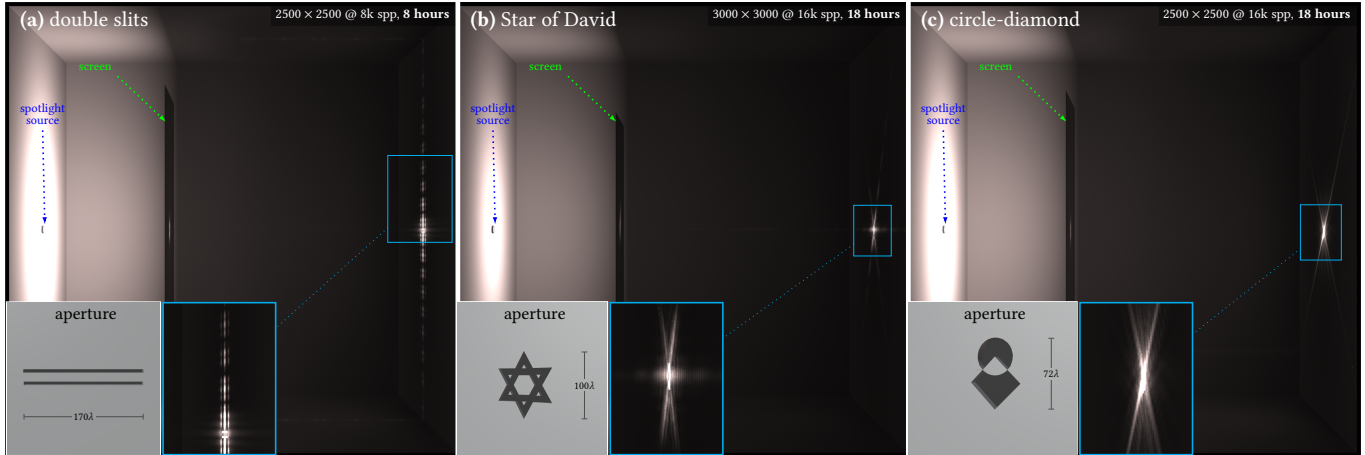 (a) double slits
2500 × 2500 @ 8k spp, 8 hours
screen
spotlight
source
aperture
170λ
(b) Star of David
3000 × 3000 @ 16k spp, 18 hours
screen
spotlight
source
aperture
100λ
(c) circle-diamond
2500 × 2500 @ 16k spp, 18 hours
screen
spotlight
source
aperture
72λ